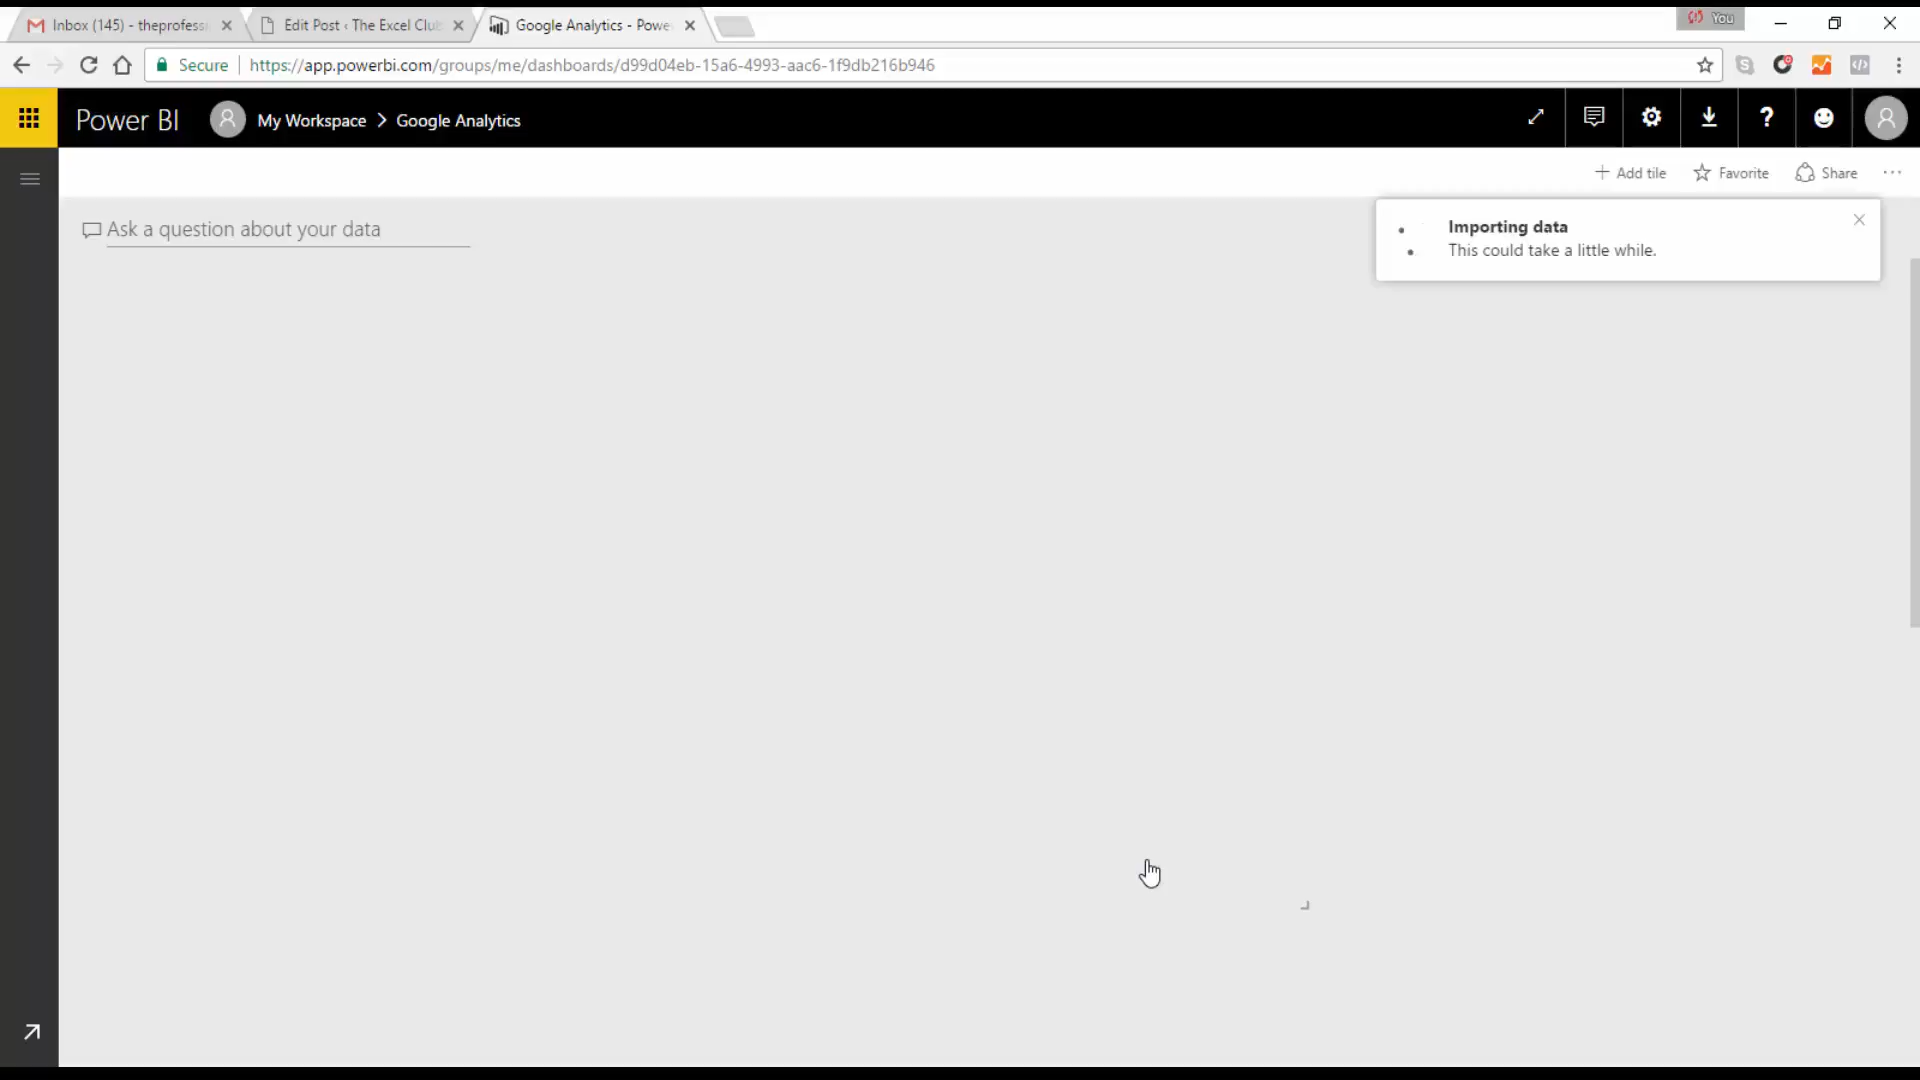 Inbox (145) - theprofessi
Edit Post ‹ The Excel Club
Google Analytics - Powe
You
Secure | https://app.powerbi.com/groups/me/dashboards/d99d04eb-15a6-4993-aac6-1f9db216b946
Power BI
My Workspace > Google Analytics
Add tile
Favorite
Share
Ask a question about your data
Importing data
This could take a little while.